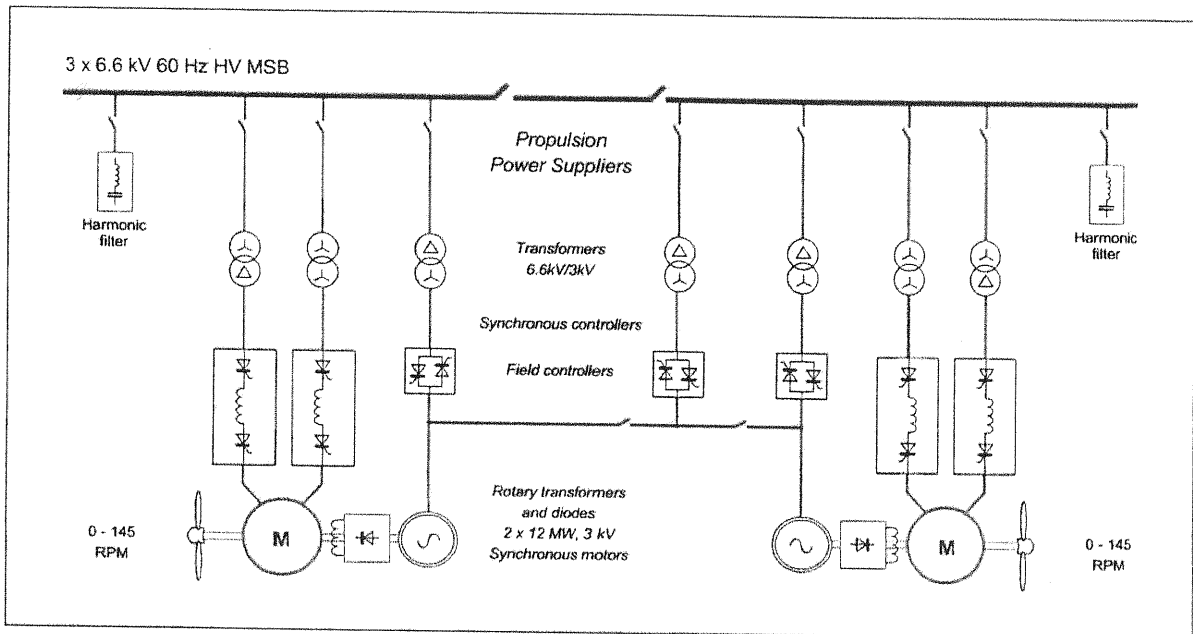 3 x 6.6 kV 60 Hz HV MSB
Propulsion
Power Suppliers
Harmonic
filter
Harmonic
filter
Transformers
6.6kV/3kV
Synchronous controllers
Field controllers
Rotary transformers
and diodes
2 x 12 MW, 3 kV
Synchronous motors
0 - 145
RPM
M
M
0 - 145
RPM